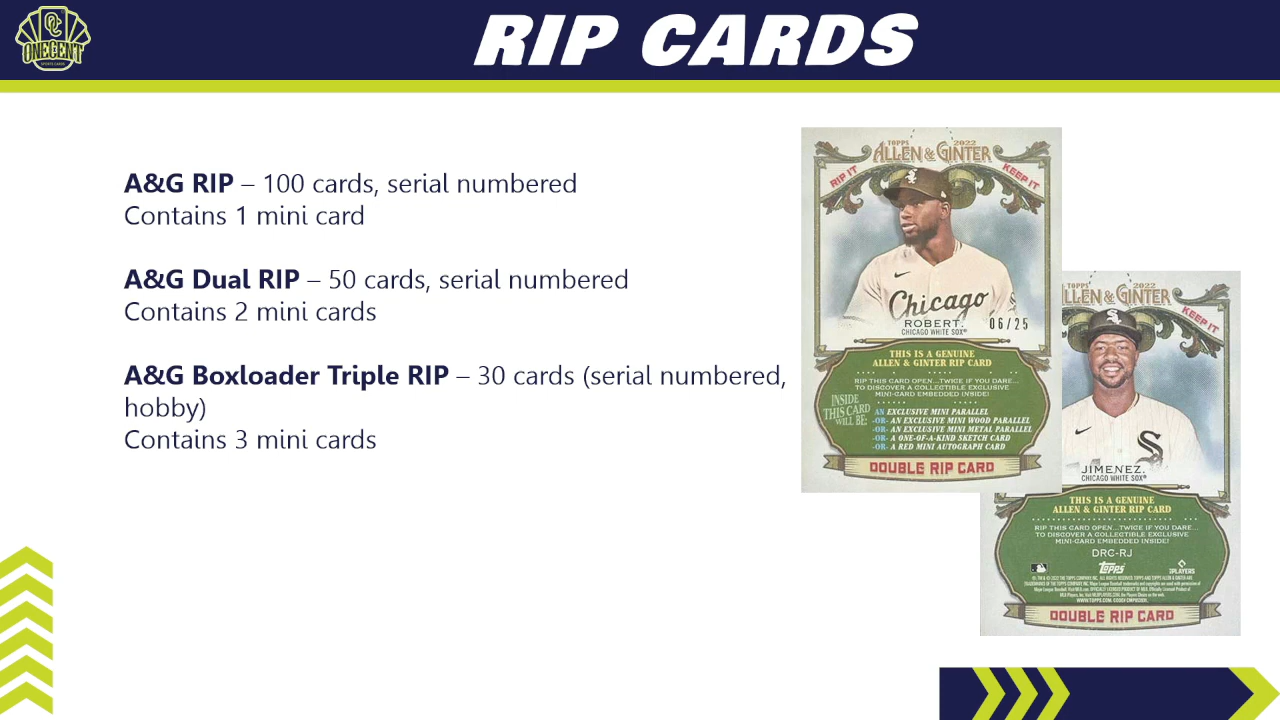 OC
ONEGENT
SPORTS CARDS
RIP CARDS
A&G RIP – 100 cards, serial numbered
Contains 1 mini card
A&G Dual RIP – 50 cards, serial numbered
Contains 2 mini cards
A&G Boxloader Triple RIP – 30 cards (serial numbered,
hobby)
Contains 3 mini cards
TOPPS 2022
ALLEN & GINTER
RIP IT
KEEP IT
Chicago
ROBERT.
06/25
CHICAGO WHITE SOX®
THIS IS A GENUINE
ALLEN & GINTER RIP CARD
RIP THIS CARD OPEN...TWICE IF YOU DARE...
TO DISCOVER A COLLECTIBLE EXCLUSIVE
MINI-CARD EMBEDDED INSIDE!
INSIDE
THIS CARD
WILL BE:
AN EXCLUSIVE MINI PARALLEL
-OR- AN EXCLUSIVE MINI WOOD PARALLEL
-OR- AN EXCLUSIVE MINI METAL PARALLEL
-OR- A ONE-OF-A-KIND SKETCH CARD
-OR- A RED MINI AUTOGRAPH CARD
DOUBLE RIP CARD
TOPPS 2022
LLEN & GINTER
KEEP IT
JIMENEZ.
CHICAGO WHITE SOX®
THIS IS A GENUINE
ALLEN & GINTER RIP CARD
RIP THIS CARD OPEN...TWICE IF YOU DARE...
TO DISCOVER A COLLECTIBLE EXCLUSIVE
MINI-CARD EMBEDDED INSIDE!
DRC-RJ
Topps
PLAYERS
DOUBLE RIP CARD